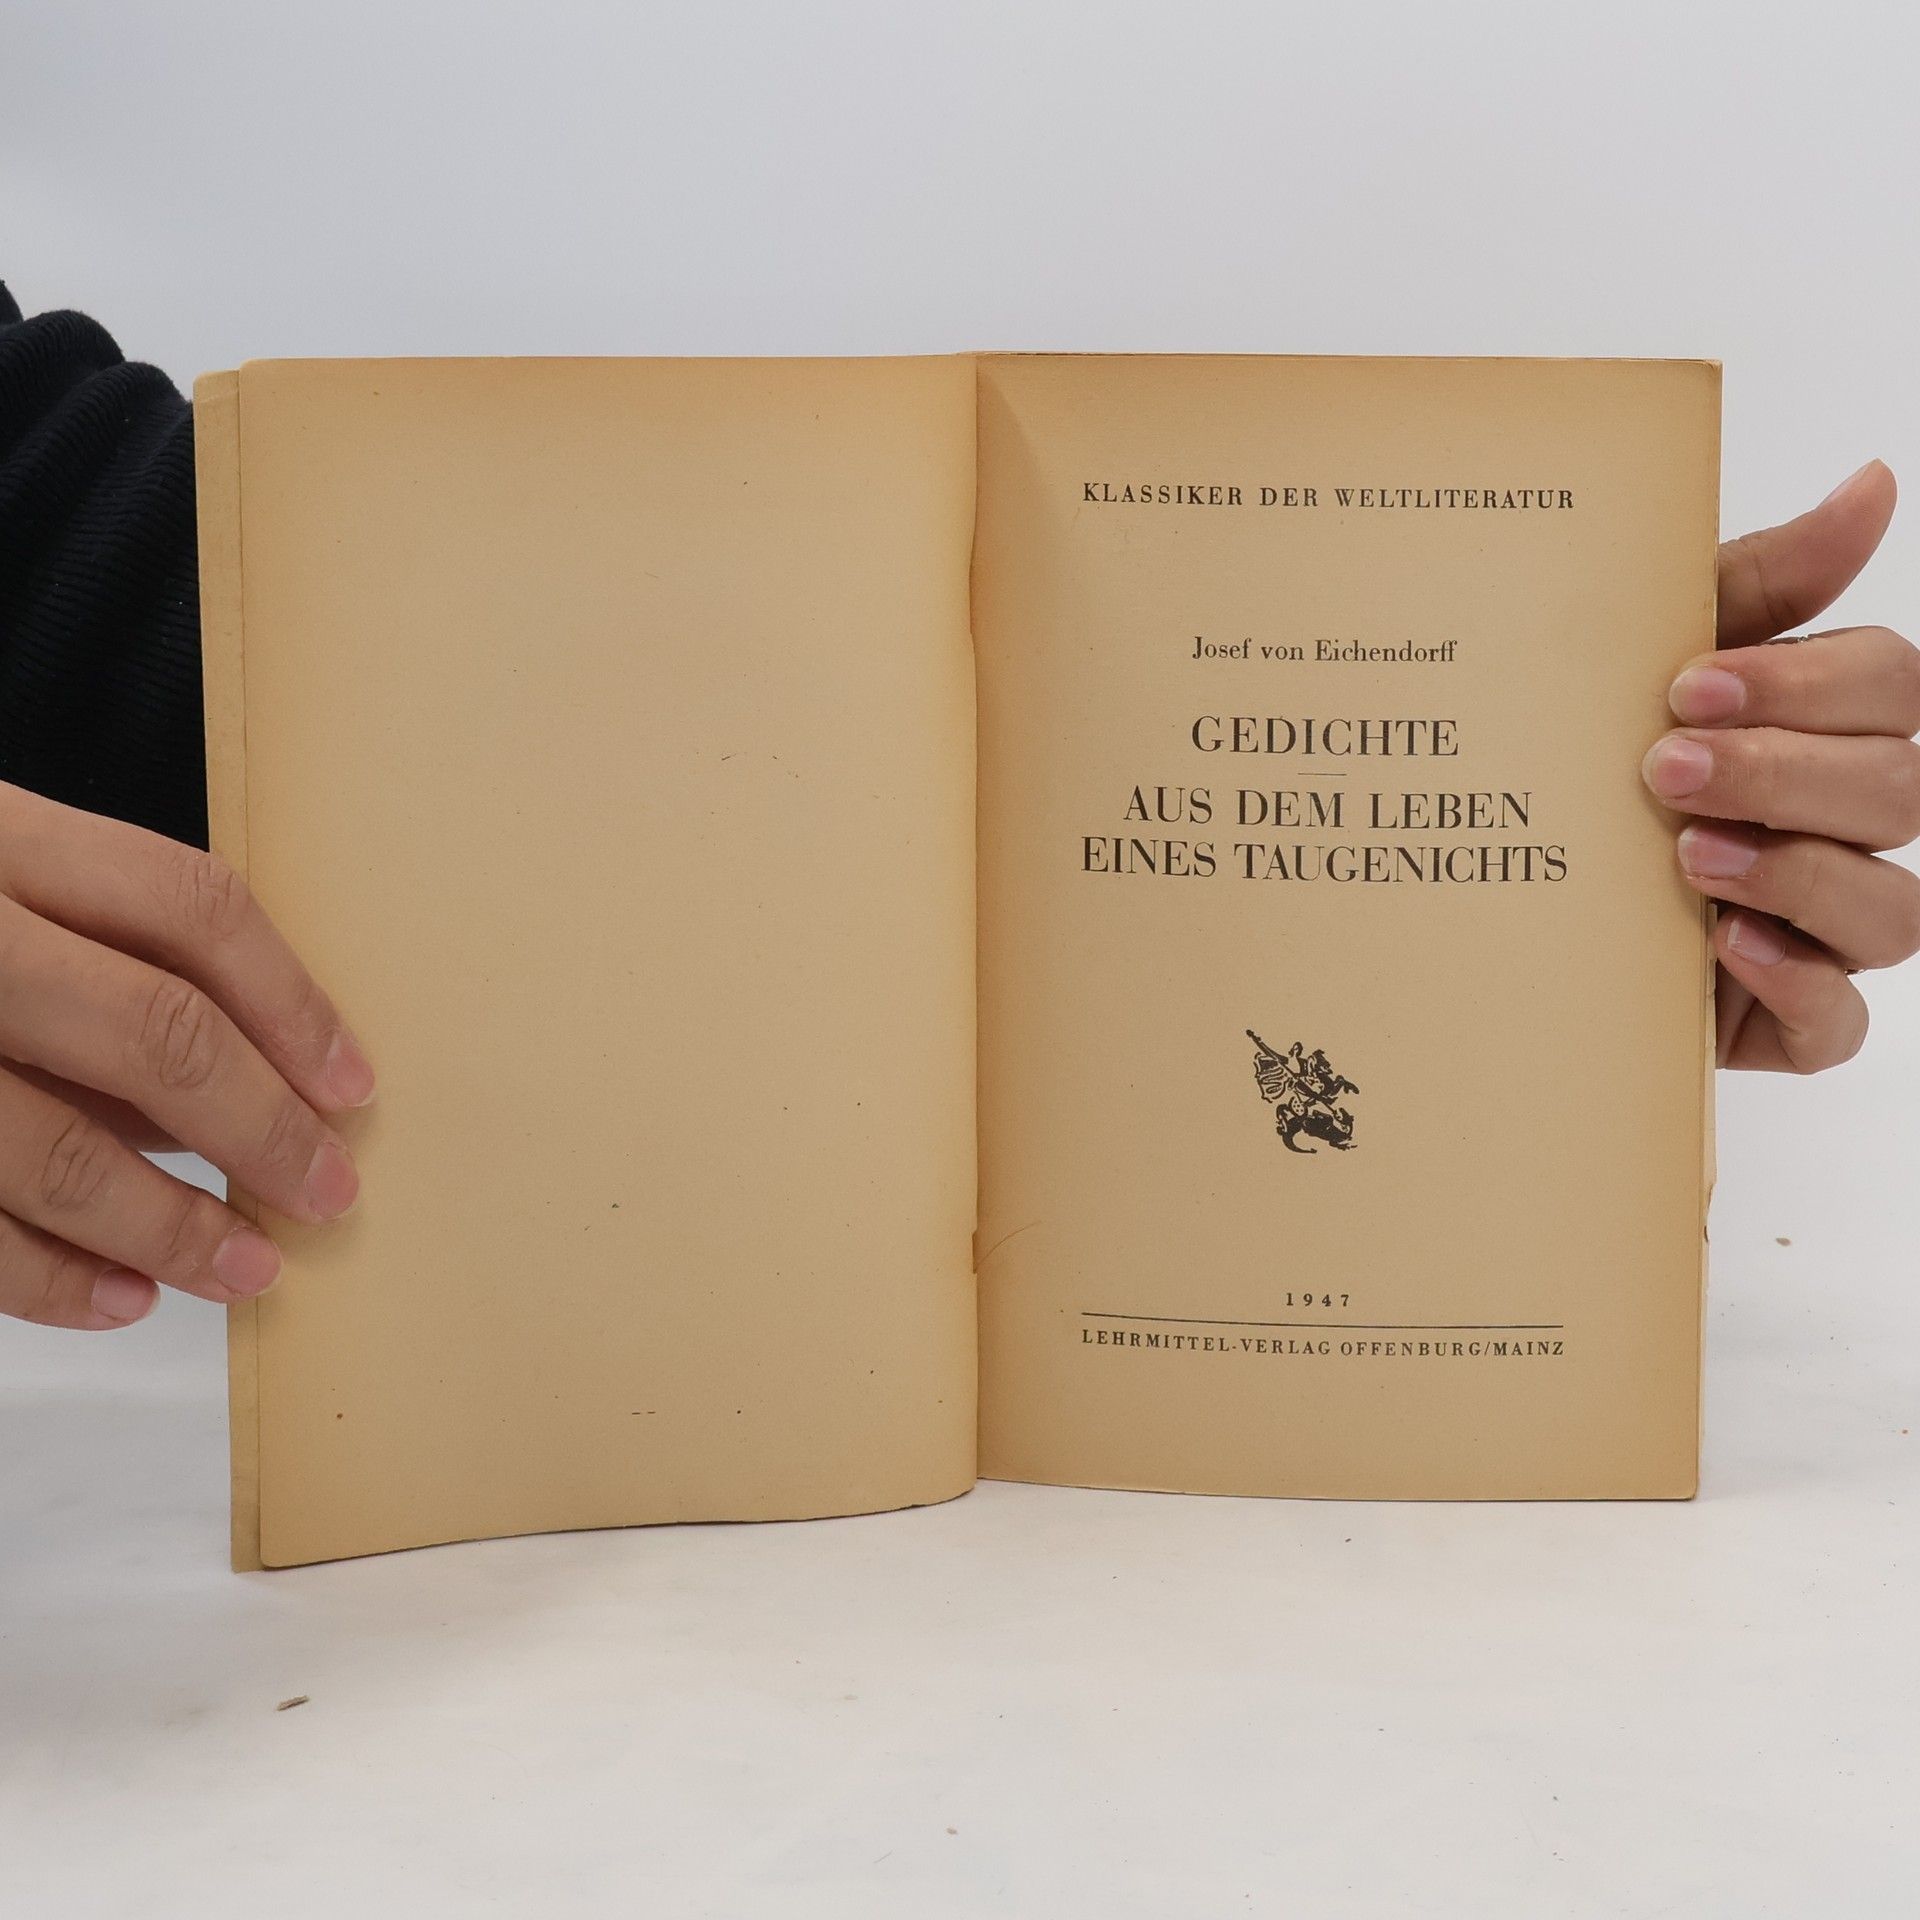 KLASSIKER DER WELTLITERATUR
Josef von Eichendorff
GEDICHTE
AUS DEM LEBEN
EINES TAUGENICHTS
1947
LEHRMITTEL-VERLAG OFFENBURG/MAINZ